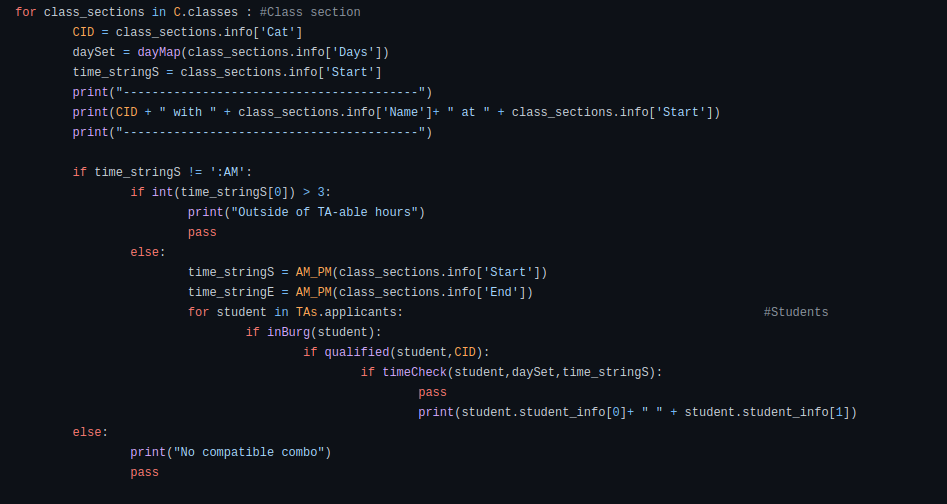 for class_sections in C.classes : #Class section
        CID = class_sections.info['Cat']
        daySet = dayMap(class_sections.info['Days'])
        time_stringS = class_sections.info['Start']
        print("-----------------------------------------")
        print(CID + " with " + class_sections.info['Name']+ " at " + class_sections.info['Start'])
        print("-----------------------------------------")

        if time_stringS != ':AM':
                if int(time_stringS[0]) > 3:
                        print("Outside of TA-able hours")
                        pass
                else:
                        time_stringS = AM_PM(class_sections.info['Start'])
                        time_stringE = AM_PM(class_sections.info['End'])
                        for student in TAs.applicants:                                                  #Students
                                if inBurg(student):
                                        if qualified(student,CID):
                                                if timeCheck(student,daySet,time_stringS):
                                                        pass
                                                        print(student.student_info[0]+ " " + student.student_info[1])
        else:
                print("No compatible combo")
                pass